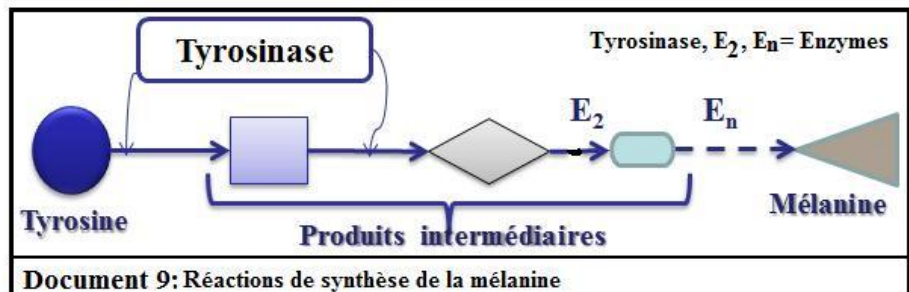 Tyrosinase
Tyrosinase, E2, En= Enzymes
E2
En
Tyrosine
Mélanine
Produits intermédiaires
Document 9: Réactions de synthèse de la mélanine